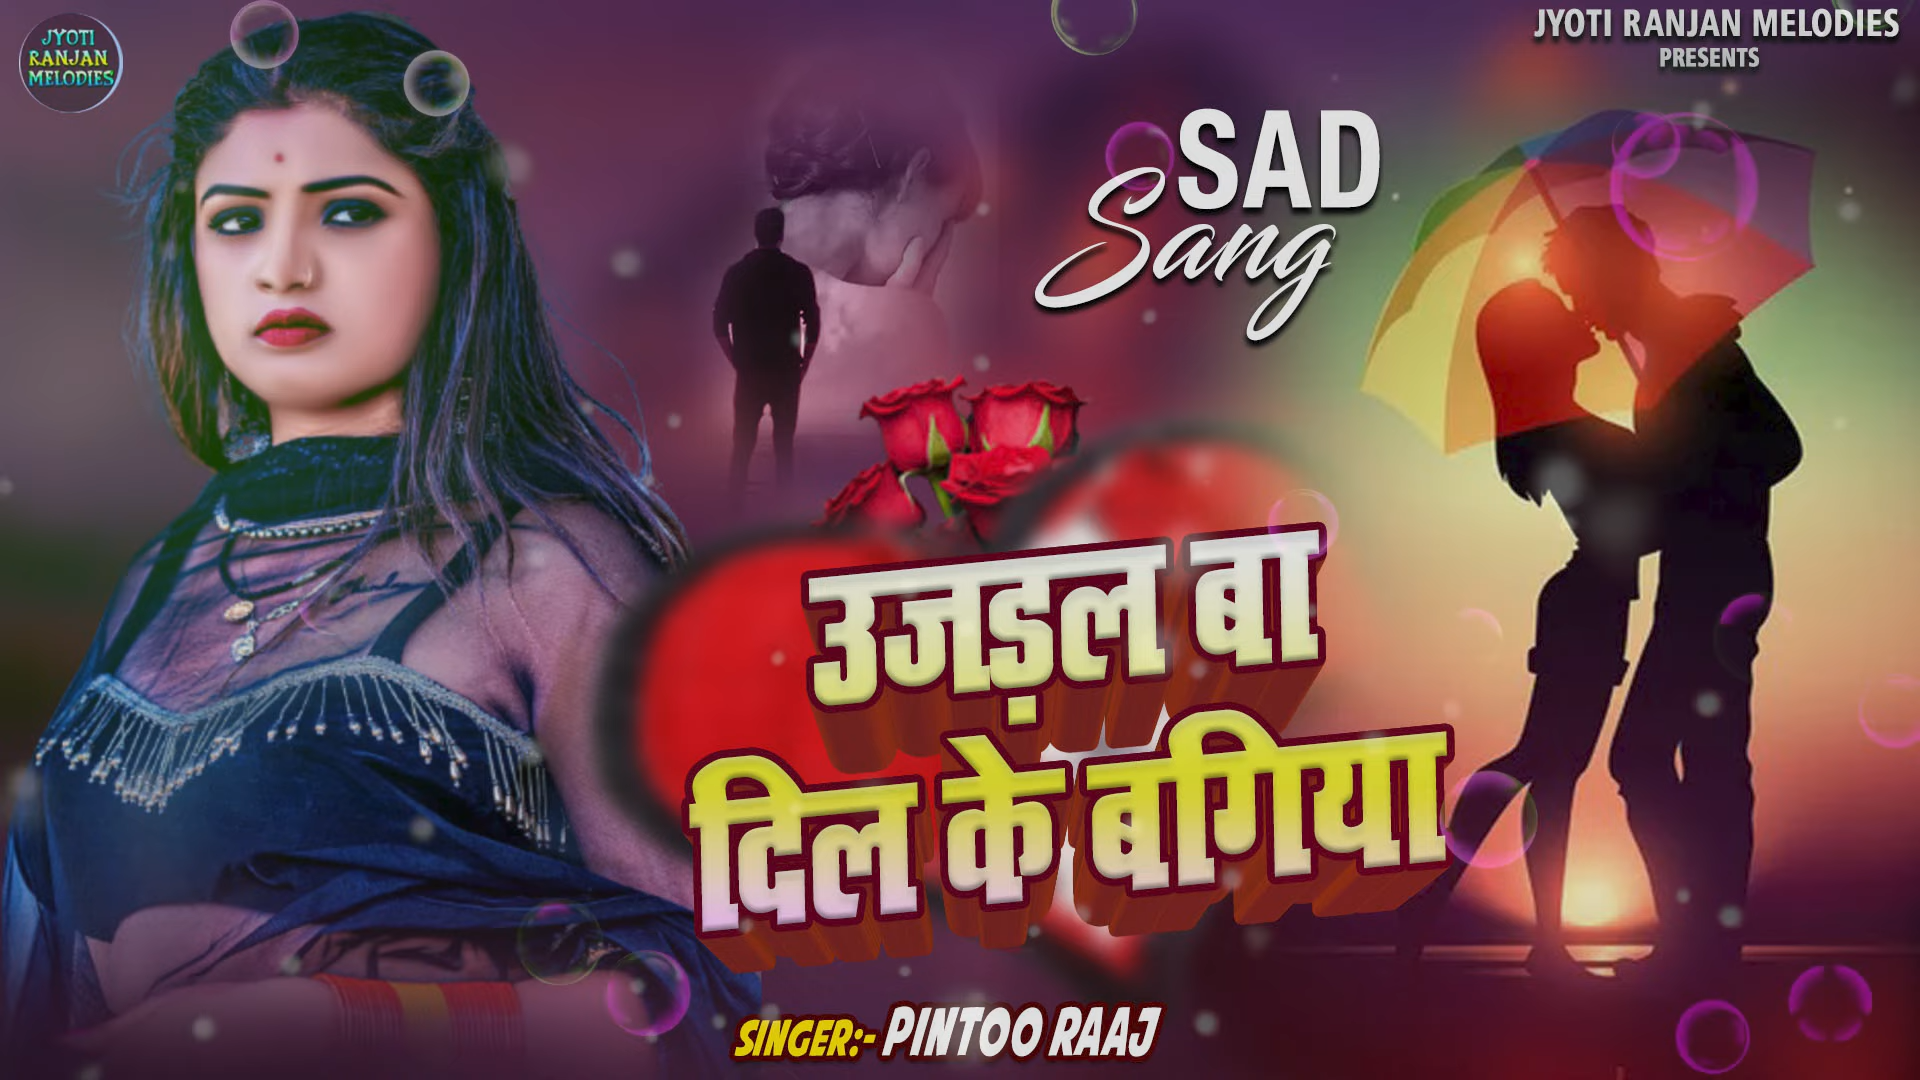 JYOTI
RANJAN
MELODIES
JYOTI RANJAN MELODIES
PRESENTS
SAD
Sang
उजड़ल बा
दिल के बगिया
SINGER:- PINTOO RAAJ